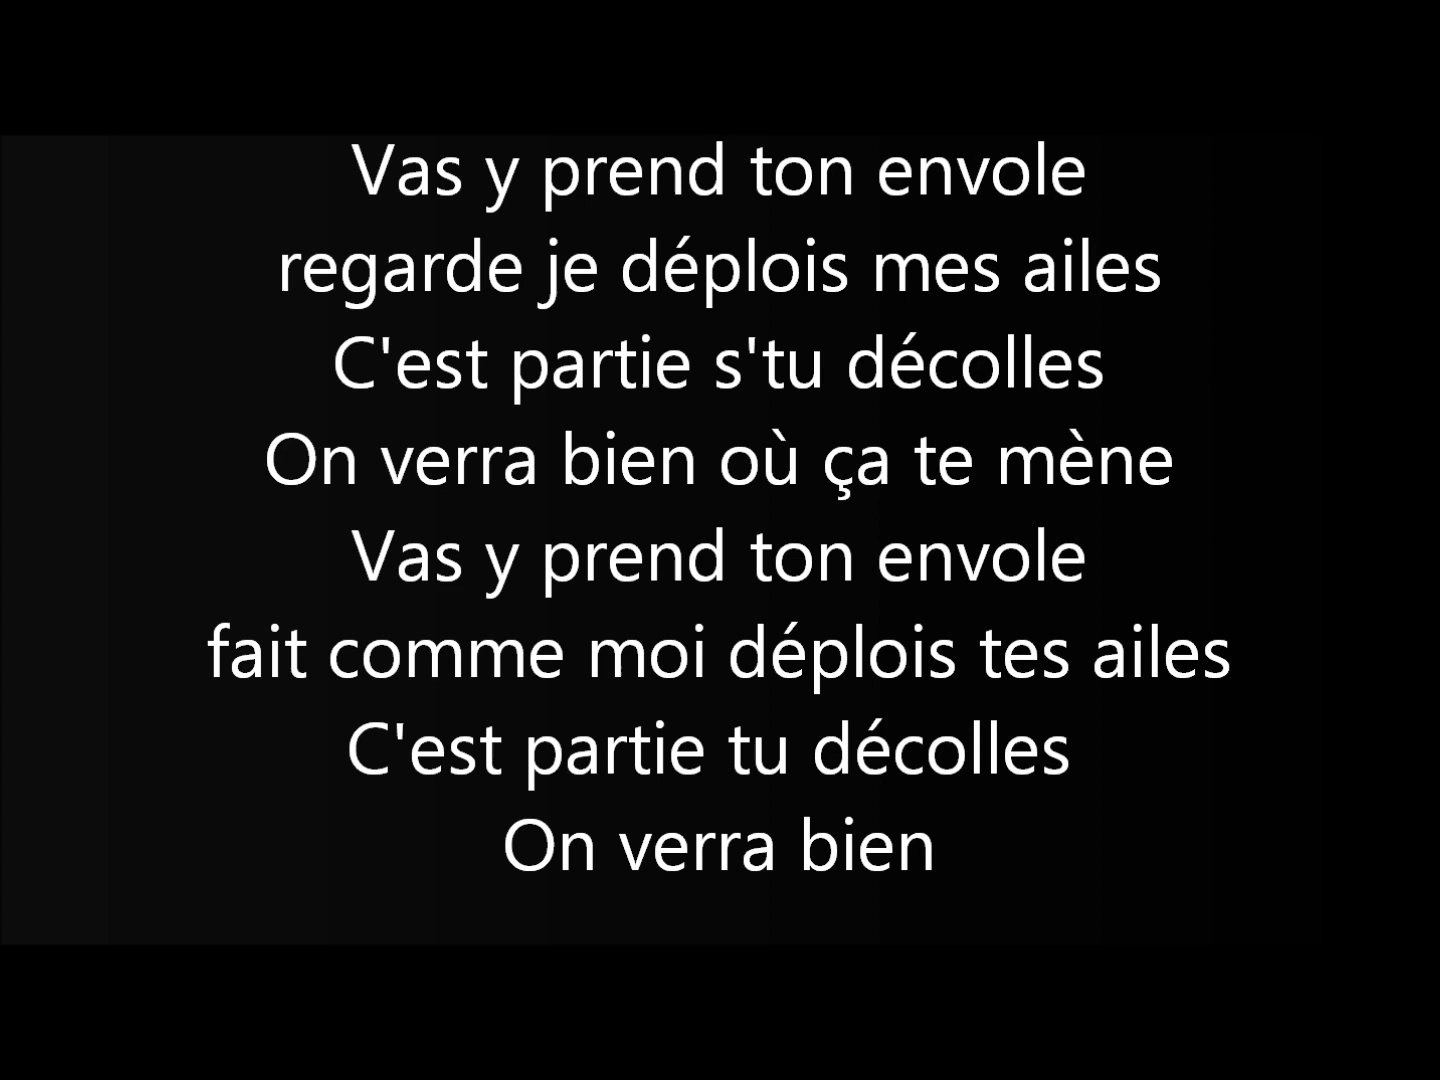 Vas y prend ton envole
regarde je déplois mes ailes
C'est partie s'tu décolles
On verra bien où ça te mène
Vas y prend ton envole
fait comme moi déplois tes ailes
C'est partie tu décolles
On verra bien